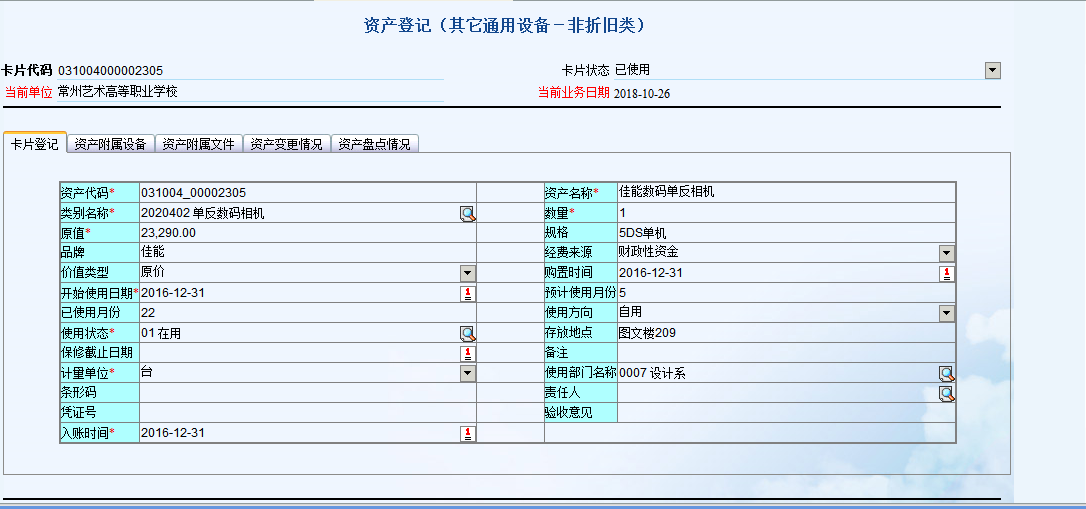 资产登记（其它通用设备－非折旧类）
卡片代码 031004000002305 卡片状态 已使用
当前单位 常州艺术高等职业学校 当前业务日期 2018-10-26
卡片登记 资产附属设备 资产附属文件 资产变更情况 资产盘点情况
资产代码* 031004_00002305 资产名称* 佳能数码单反相机
类别名称* 2020402 单反数码相机 数量* 1
原值* 23,290.00 规格 5DS单机
品牌 佳能 经费来源 财政性资金
价值类型 原价 购置时间 2016-12-31
开始使用日期* 2016-12-31 预计使用月份 5
已使用月份 22 使用方向 自用
使用状态* 01 在用 存放地点 图文楼209
保修截止日期 备注
计量单位* 台 使用部门名称 0007 设计系
条形码 责任人
凭证号 验收意见
入账时间* 2016-12-31